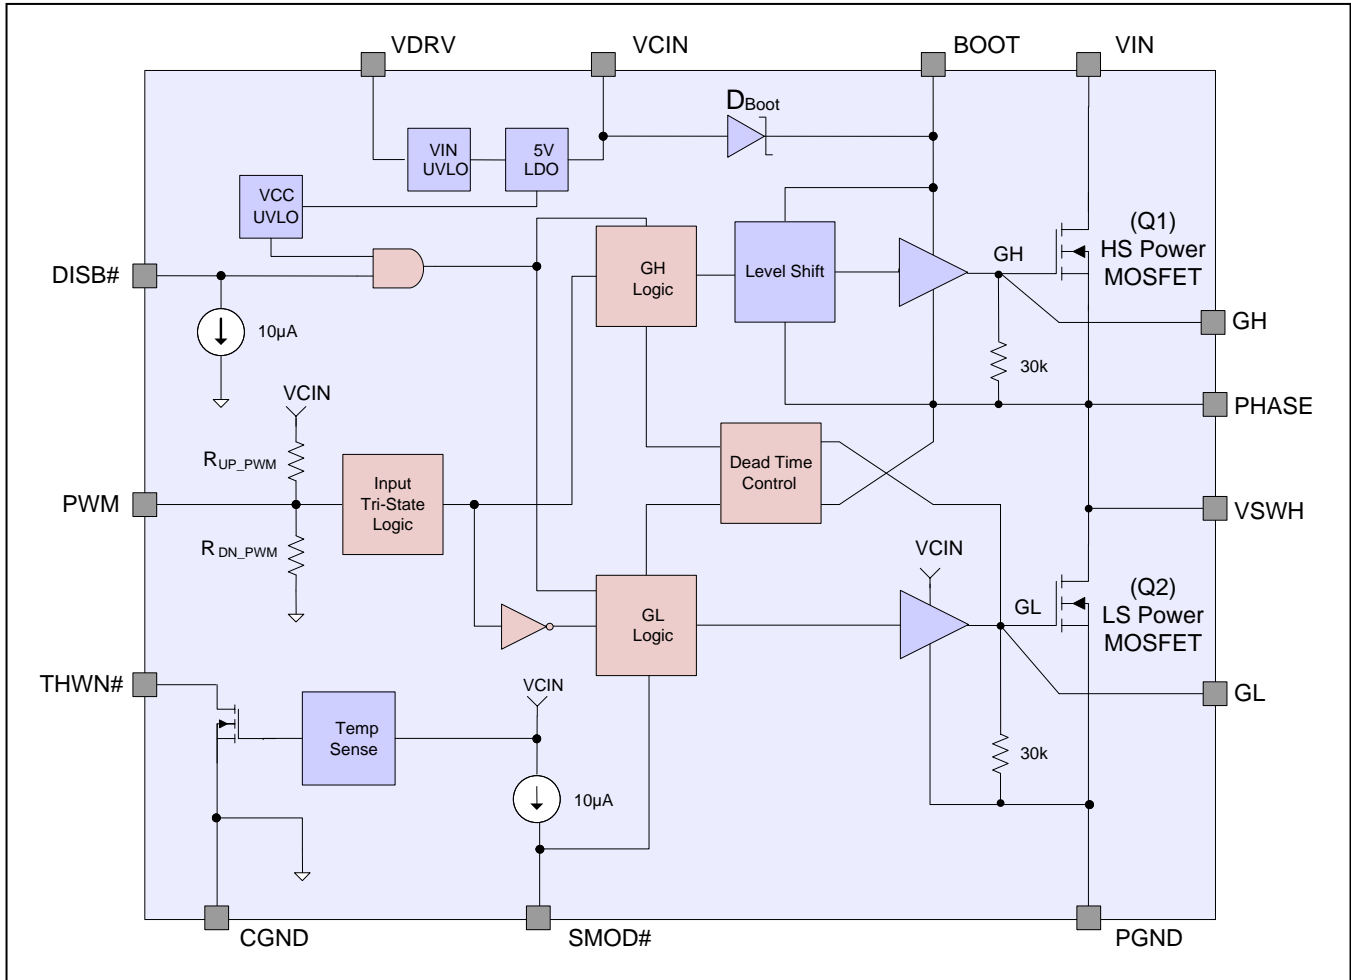 VDRV
VCIN
BOOT
VIN
DBoot
VIN
UVLO
5V
LDO
VCC
UVLO
DISB#
10µA
GH
Logic
Level Shift
GH
(Q1)
HS Power
MOSFET
GH
30k
PHASE
VCIN
RUP_PWM
Input
Tri-State
Logic
Dead Time
Control
PWM
VSWH
RDN_PWM
VCIN
GL
Logic
GL
(Q2)
LS Power
MOSFET
THWN#
VCIN
GL
Temp
Sense
30k
10µA
CGND
SMOD#
PGND